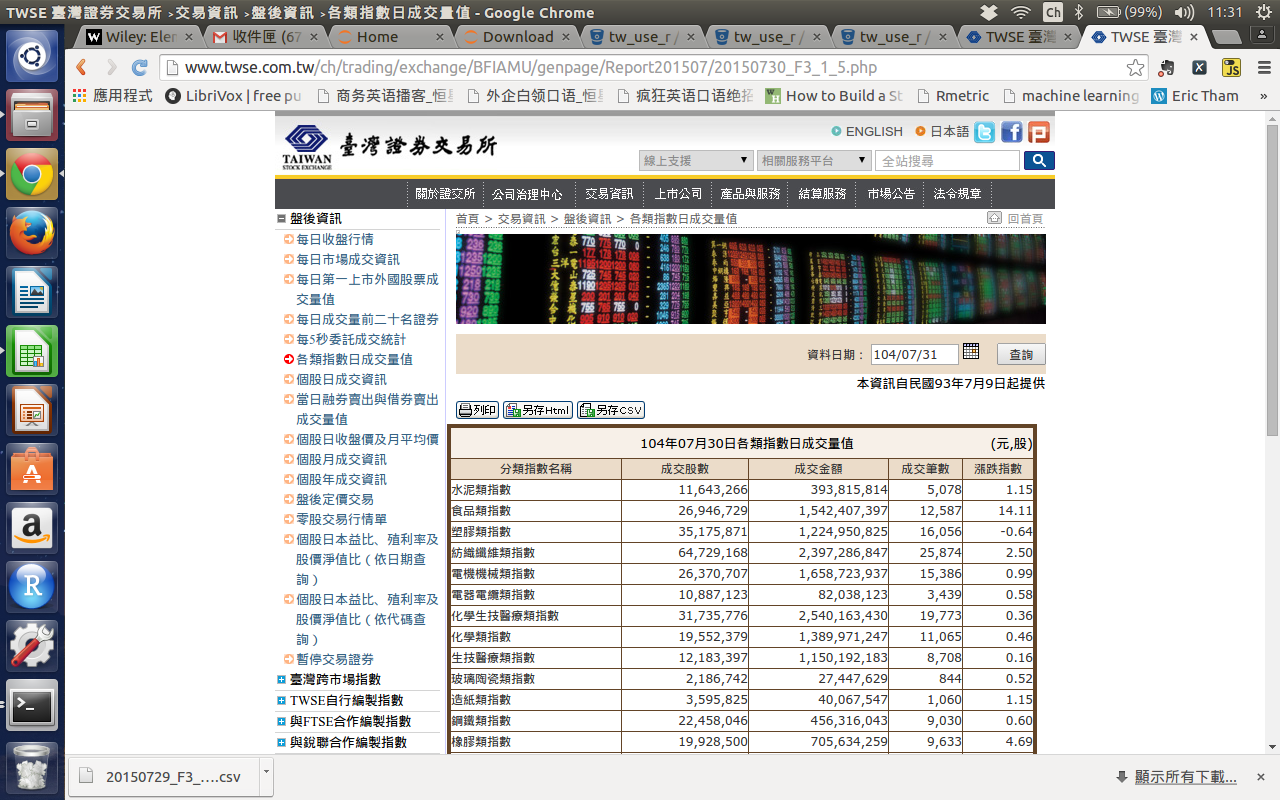 TWSE 臺灣證券交易所 >交易資訊 >盤後資訊 >各類指數日成交量值 - Google Chrome
Ch
(99%)
11:31
Wiley: Eler
收件匣 (67
Home
Download
tw_use_r /
tw_use_r /
tw_use_r /
TWSE 臺灣
TWSE 臺灣
www.twse.com.tw/ch/trading/exchange/BFIAMU/genpage/Report201507/20150730_F3_1_5.php
應用程式
LibriVox | free pu
商务英语播客_恒
外企白领口语_恒星
疯狂英语口语绝招
How to Build a St
Rmetric
machine learning
Eric Tham
»
TAIWAN
STOCK EXCHANGE
臺灣證券交易所
ENGLISH
日本語
線上支援
相關服務平台
全站搜尋
關於證交所
公司治理中心
交易資訊
上市公司
產品與服務
結算服務
市場公告
法令規章
盤後資訊
每日收盤行情
每日市場成交資訊
每日第一上市外國股票成
交量值
每日成交量前二十名證券
每5秒委託成交統計
各類指數日成交量值
個股日成交資訊
當日融券賣出與借券賣出
成交量值
個股日收盤價及月平均價
個股月成交資訊
個股年成交資訊
盤後定價交易
零股交易行情單
個股日本益比、殖利率及
股價淨值比（依日期查
詢）
個股日本益比、殖利率及
股價淨值比（依代碼查
詢）
暫停交易證券
臺灣跨市場指數
TWSE自行編製指數
與FTSE合作編製指數
與銳聯合作編製指數
首頁 > 交易資訊 > 盤後資訊 > 各類指數日成交量值
回首頁
資料日期： 104/07/31 查詢
本資訊自民國93年7月9日起提供
列印 另存Html 另存CSV
104年07月30日各類指數日成交量值 (元,股)
分類指數名稱 成交股數 成交金額 成交筆數 漲跌指數
水泥類指數 11,643,266 393,815,814 5,078 1.15
食品類指數 26,946,729 1,542,407,397 12,587 14.11
塑膠類指數 35,175,871 1,224,950,825 16,056 -0.64
紡織纖維類指數 64,729,168 2,397,286,847 25,874 2.50
電機機械類指數 26,370,707 1,658,723,937 15,386 0.99
電器電纜類指數 10,887,123 82,038,123 3,439 0.58
化學生技醫療類指數 31,735,776 2,540,163,430 19,773 0.36
化學類指數 19,552,379 1,389,971,247 11,065 0.46
生技醫療類指數 12,183,397 1,150,192,183 8,708 0.16
玻璃陶瓷類指數 2,186,742 27,447,629 844 0.52
造紙類指數 3,595,825 40,067,547 1,060 1.15
鋼鐵類指數 22,458,046 456,316,043 9,030 0.60
橡膠類指數 19,928,500 705,634,259 9,633 4.69
20150729_F3_....csv
顯示所有下載...